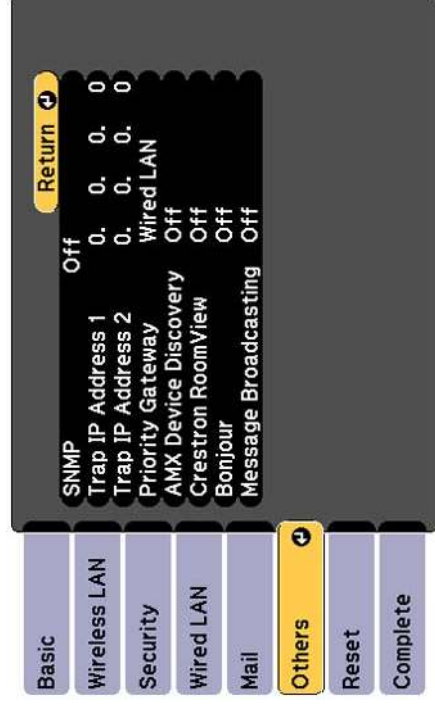 Basic
Wireless LAN
Security
Wired LAN
Mail
Others
Reset
Complete
Return
SNMP Off
Trap IP Address 1 0. 0. 0. 0
Trap IP Address 2 0. 0. 0. 0
Priority Gateway Wired LAN
AMX Device Discovery Off
Crestron RoomView Off
Bonjour Off
Message Broadcasting Off